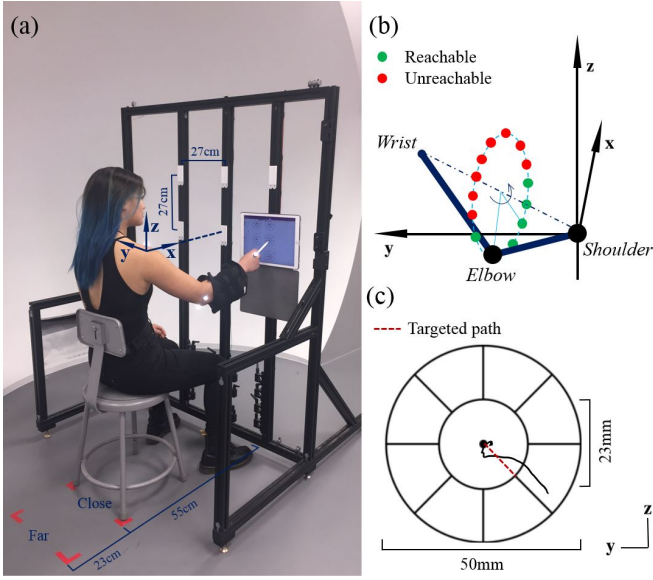 (a)
27cm
27cm
z
y
x
Close
Far
55cm
23cm
(b)
Reachable
Unreachable
z
x
Wrist
y
Shoulder
Elbow
(c)
Targeted path
23mm
50mm
z
y